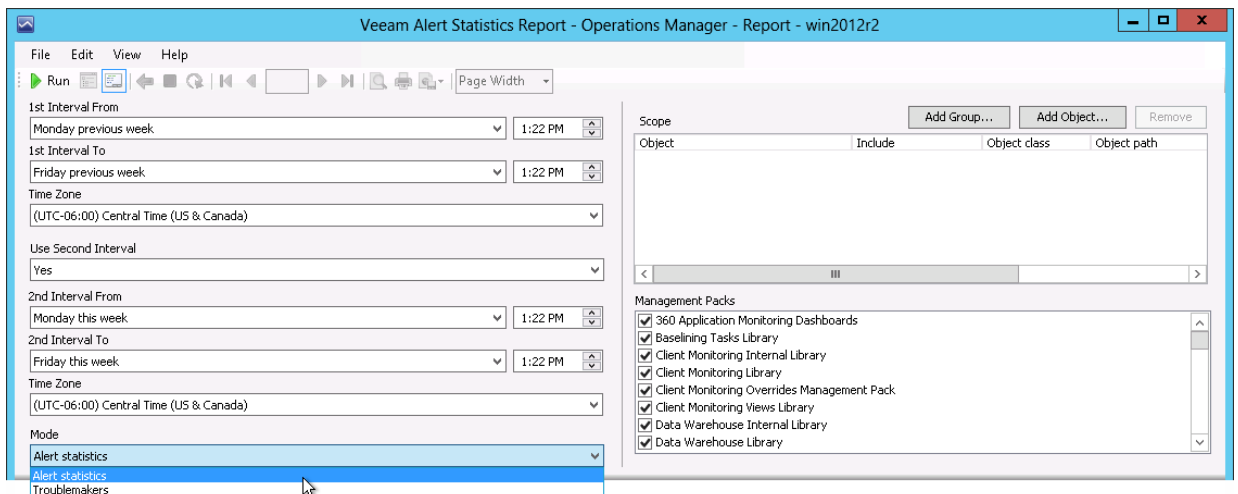 Veeam Alert Statistics Report - Operations Manager - Report - win2012r2
File Edit View Help
Run Page Width
1st Interval From
Monday previous week 1:22 PM
1st Interval To
Friday previous week 1:22 PM
Time Zone
(UTC-06:00) Central Time (US & Canada)
Use Second Interval
Yes
2nd Interval From
Monday this week 1:22 PM
2nd Interval To
Friday this week 1:22 PM
Time Zone
(UTC-06:00) Central Time (US & Canada)
Mode
Alert statistics
Alert statistics
Troublemakers
Scope Add Group... Add Object... Remove
Object Include Object class Object path
Management Packs
360 Application Monitoring Dashboards
Baselining Tasks Library
Client Monitoring Internal Library
Client Monitoring Library
Client Monitoring Overrides Management Pack
Client Monitoring Views Library
Data Warehouse Internal Library
Data Warehouse Library